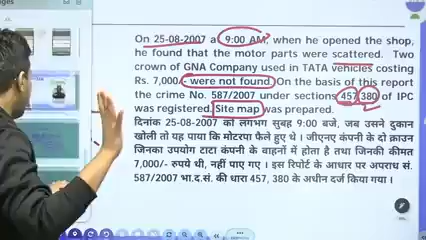 On 25-08-2007 a 9:00 AM, when he opened the shop,
he found that the motor parts were scattered. Two
crown of GNA Company used in TATA vehicles costing
Rs. 7,000/- were not found. On the basis of this report
the crime No. 587/2007 under sections 457, 380 of IPC
was registered. Site map was prepared.
दिनांक 25-08-2007 को लगभग सुबह 9:00 बजे, जब उसने दुकान
खोली तो यह पाया कि मोटरपार्ट फैले हुए थे । जीएनए कंपनी के दो क्राउन
जिनका उपयोग टाटा कंपनी के वाहनों में होता है तथा जिनकी कीमत
7,000/- रुपये थी, नहीं पाए गए । इस रिपोर्ट के आधार पर अपराध सं.
587/2007 भा.द.सं. की धारा 457, 380 के अधीन दर्ज किया गया ।